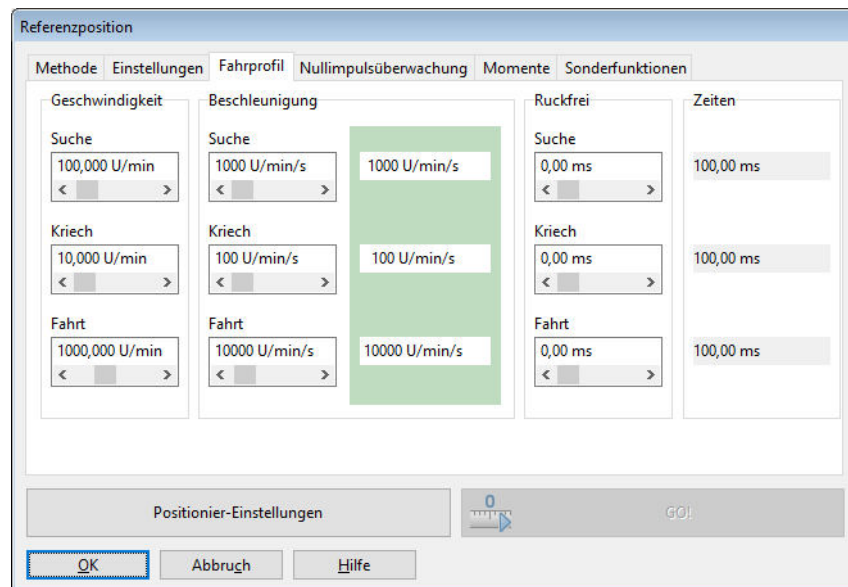 Referenzposition
Methode Einstellungen Fahrprofil Nullimpulsüberwachung Momente Sonderfunktionen
Geschwindigkeit Beschleunigung Ruckfrei Zeiten
Suche Suche Suche
100,000 U/min 1000 U/min/s 1000 U/min/s 0,00 ms 100,00 ms
Kriech Kriech Kriech
10,000 U/min 100 U/min/s 100 U/min/s 0,00 ms 100,00 ms
Fahrt Fahrt Fahrt
1000,000 U/min 10000 U/min/s 10000 U/min/s 0,00 ms 100,00 ms
Positionier-Einstellungen 0 GO!
OK Abbruch Hilfe